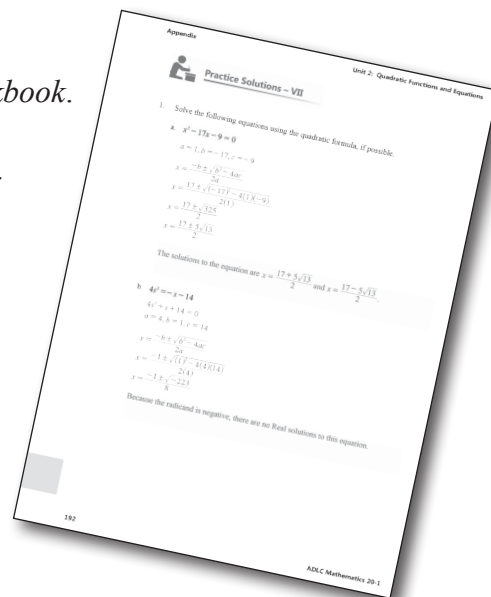 book.
.
Appendix
Unit 2: Quadratic Functions and Equations
Practice Solutions – VII
1. Solve the following equations using the quadratic formula, if possible.
a. x² − 17x − 9 = 0
a = 1, b = − 17, c = − 9
x = −b ± √b² − 4ac / 2a
x = 17 ± √(−17)² − 4(1)(−9) / 2(1)
x = 17 ± √325 / 2
x = 17 ± 5√13 / 2
The solutions to the equation are x = 17 + 5√13 / 2 and x = 17 − 5√13 / 2.
b. 4x² = − x − 14
4x² + x + 14 = 0
a = 4, b = 1, c = 14
x = −b ± √b² − 4ac / 2a
x = −1 ± √(1)² − 4(4)(14) / 2(4)
x = −1 ± √−223 / 8
Because the radicand is negative, there are no Real solutions to this equation.
192
ADLC Mathematics 20-1